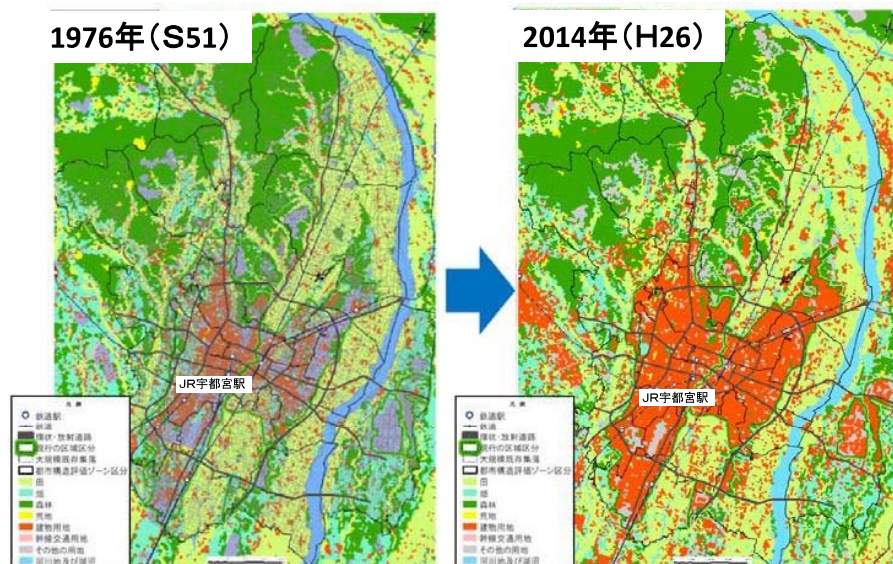 1976年(S51)
2014年(H26)
JR宇都宮駅
JR宇都宮駅
凡例
鉄道駅
鉄道
環状・放射道路
現行の区域区分
大規模既存集落
都市構造評価ゾーン区分
田
畑
森林
荒地
建物用地
幹線交通用地
その他の用地
河川地及び湖沼
凡例
鉄道駅
鉄道
環状・放射道路
現行の区域区分
大規模既存集落
都市構造評価ゾーン区分
田
畑
森林
荒地
建物用地
幹線交通用地
その他の用地
河川地及び湖沼